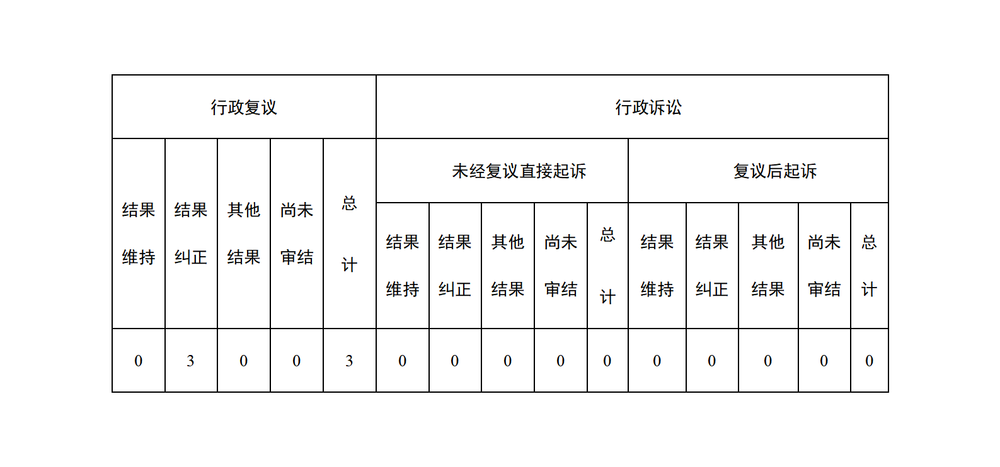 行政复议 行政诉讼
未经复议直接起诉 复议后起诉
结果维持 结果纠正 其他结果 尚未审结 总计 结果维持 结果纠正 其他结果 尚未审结 总计 结果维持 结果纠正 其他结果 尚未审结 总计
0 3 0 0 3 0 0 0 0 0 0 0 0 0 0